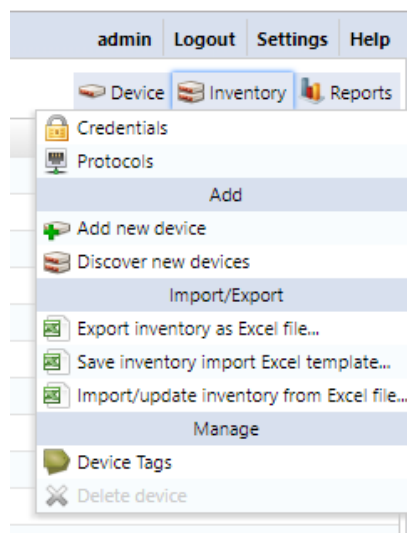 admin Logout Settings Help
Device Inventory Reports
Credentials
Protocols
Add
Add new device
Discover new devices
Import/Export
Export inventory as Excel file...
Save inventory import Excel template...
Import/update inventory from Excel file...
Manage
Device Tags
Delete device